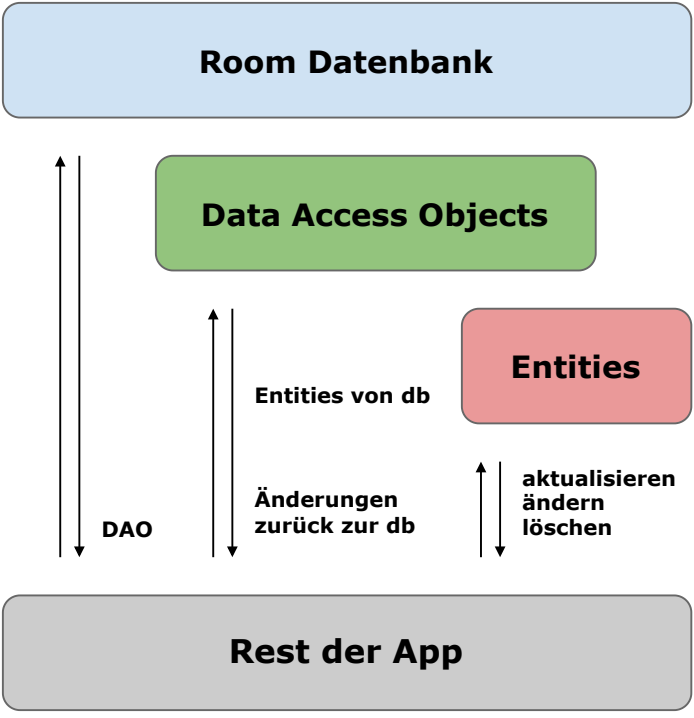 Room Datenbank
Data Access Objects
Entities
Entities von db
aktualisieren
ändern
löschen
Änderungen
zurück zur db
DAO
Rest der App